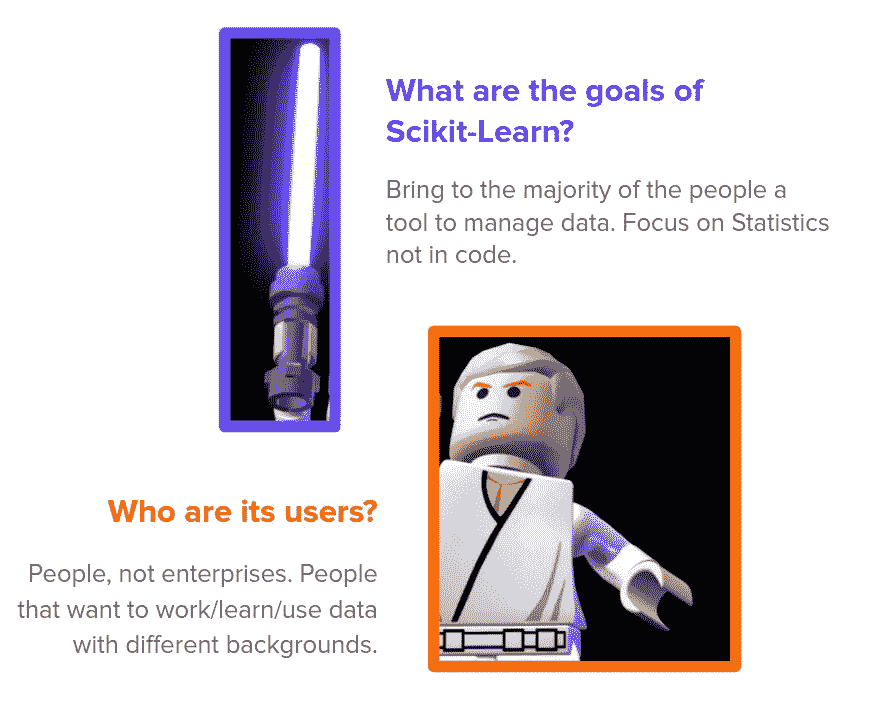 What are the goals of
Scikit-Learn?
Bring to the majority of the people a
tool to manage data. Focus on Statistics
not in code.
Who are its users?
People, not enterprises. People
that want to work/learn/use data
with different backgrounds.